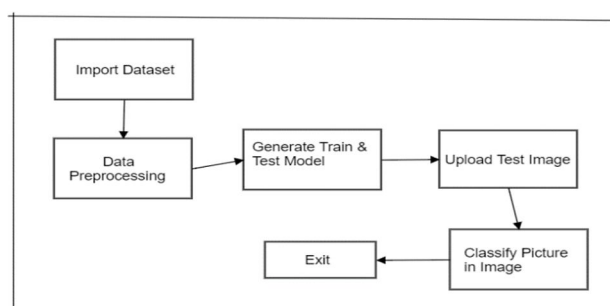 Import Dataset
Data
Preprocessing
Generate Train &
Test Model
Upload Test Image
Classify Picture
in Image
Exit